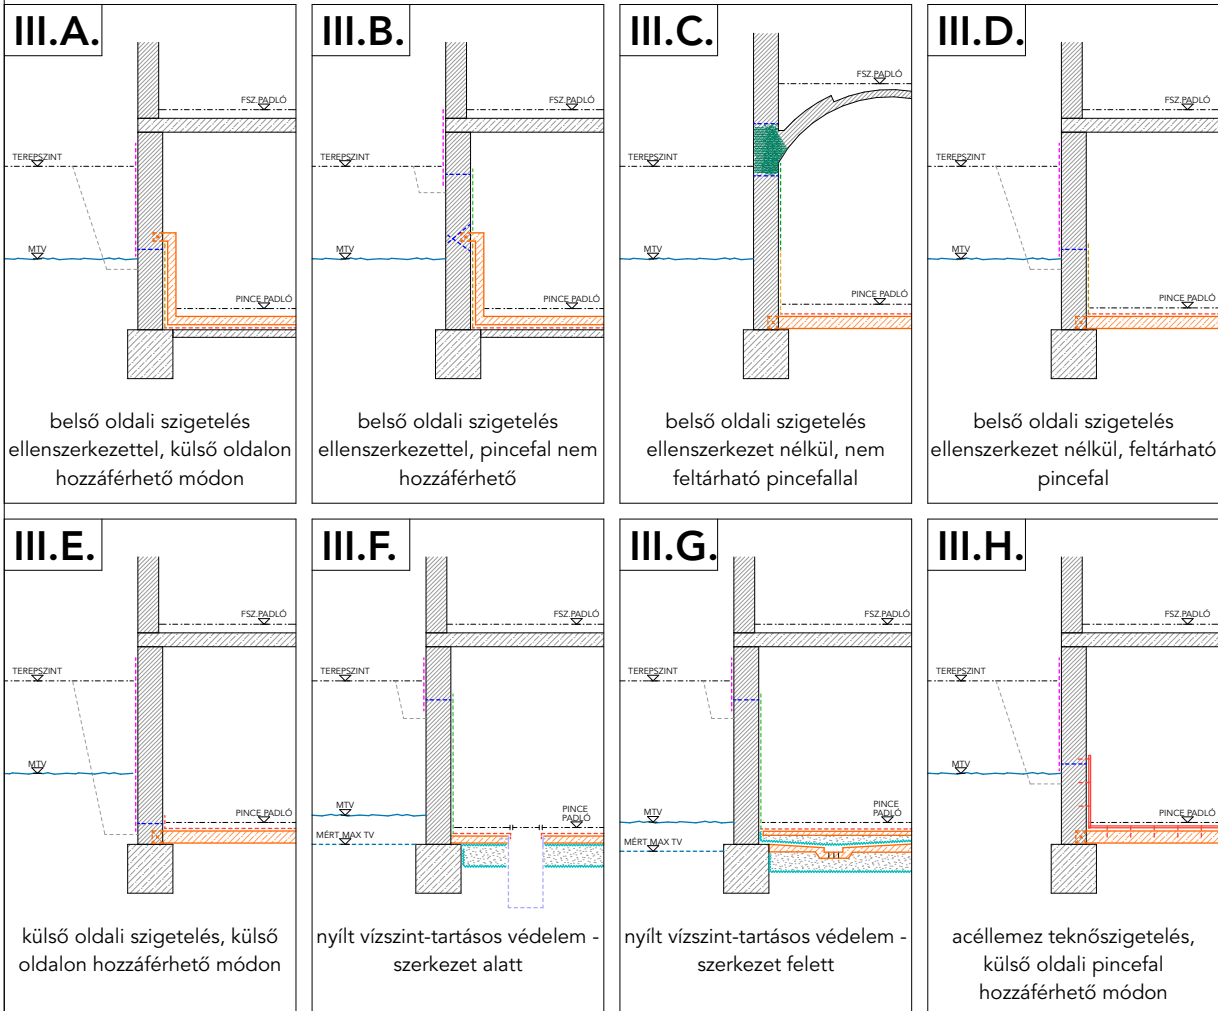 III.A.
FSZ.PADLÓ
TEREPSZINT
MTV
PINCE PADLÓ
belső oldali szigetelés
ellenszerkezettel, külső oldalon
hozzáférhető módon
III.B.
FSZ.PADLÓ
TEREPSZINT
MTV
PINCE PADLÓ
belső oldali szigetelés
ellenszerkezettel, pincefal nem
hozzáférhető
III.C.
FSZ.PADLÓ
TEREPSZINT
MTV
PINCE PADLÓ
belső oldali szigetelés
ellenszerkezet nélkül, nem
feltárható pincefallal
III.D.
FSZ.PADLÓ
TEREPSZINT
MTV
PINCE PADLÓ
belső oldali szigetelés
ellenszerkezet nélkül, feltárható
pincefal
III.E.
FSZ.PADLÓ
TEREPSZINT
MTV
PINCE PADLÓ
külső oldali szigetelés, külső
oldalon hozzáférhető módon
III.F.
FSZ.PADLÓ
TEREPSZINT
MTV
PINCE
PADLÓ
MÉRT MAX TV
nyílt vízszint-tartásos védelem -
szerkezet alatt
III.G.
FSZ.PADLÓ
TEREPSZINT
MTV
PINCE
PADLÓ
MÉRT MAX TV
nyílt vízszint-tartásos védelem -
szerkezet felett
III.H.
FSZ.PADLÓ
TEREPSZINT
MTV
PINCE PADLÓ
acéllemez teknőszigetelés,
külső oldali pincefal
hozzáférhető módon